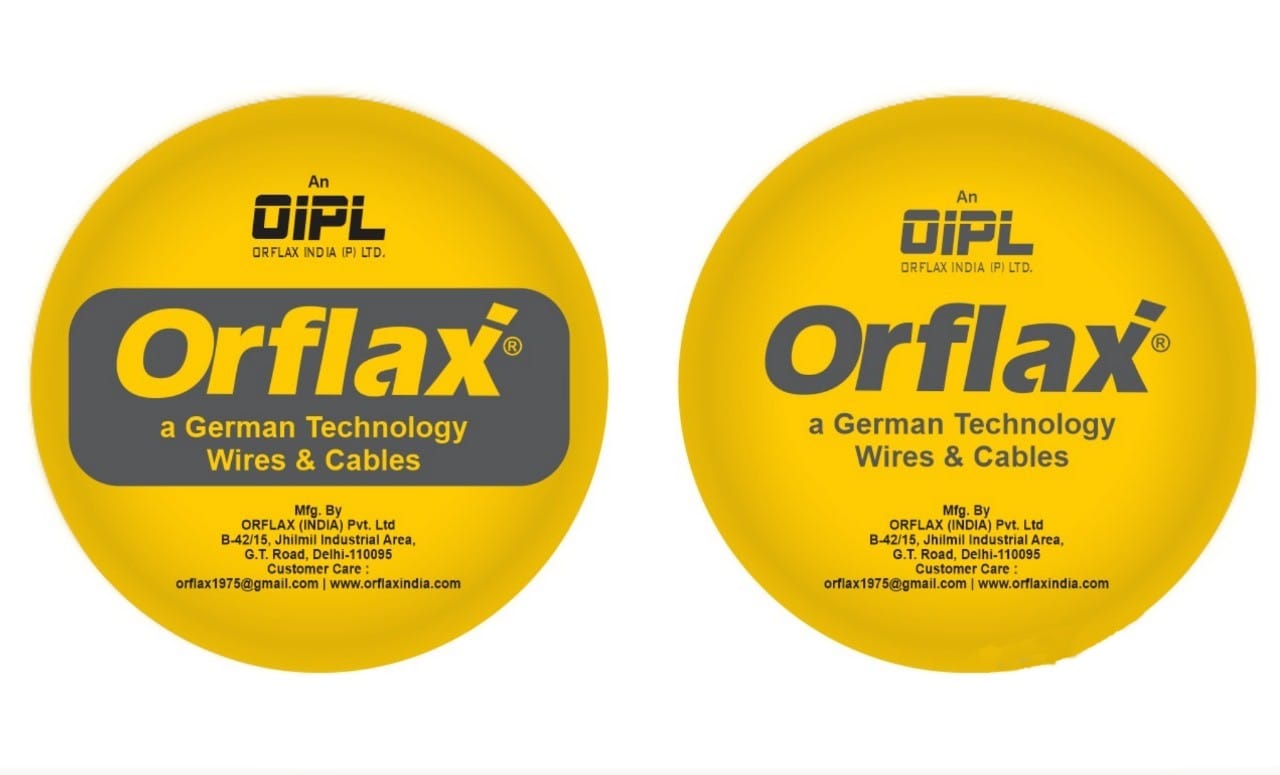 An
OIPL
ORFLAX INDIA (P) LTD.
Orflax®
a German Technology
Wires & Cables
Mfg. By
ORFLAX (INDIA) Pvt. Ltd
B-42/15, Jhilmil Industrial Area,
G.T. Road, Delhi-110095
Customer Care :
orflax1975@gmail.com | www.orflaxindia.com
An
OIPL
ORFLAX INDIA (P) LTD.
Orflax®
a German Technology
Wires & Cables
Mfg. By
ORFLAX (INDIA) Pvt. Ltd
B-42/15, Jhilmil Industrial Area,
G.T. Road, Delhi-110095
Customer Care :
orflax1975@gmail.com | www.orflaxindia.com